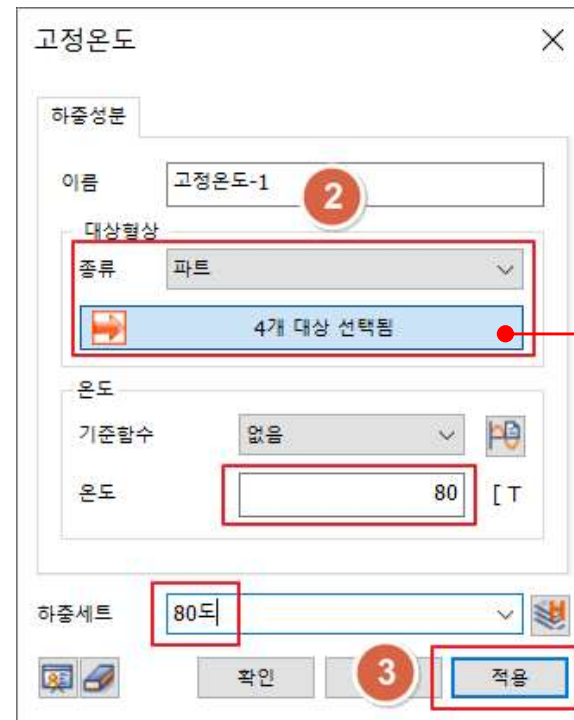 고정온도
하중성분
이름 고정온도-1
2
대상형상
종류 파트
4개 대상 선택됨
온도
기준함수 없음
온도 80 [ T
하중세트 80도
확인 3 적용